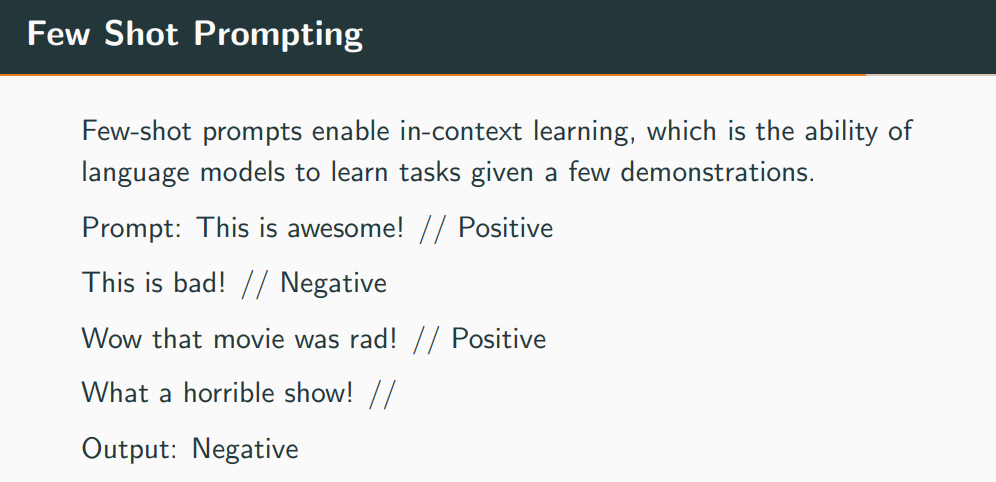 Few Shot Prompting
Few-shot prompts enable in-context learning, which is the ability of
language models to learn tasks given a few demonstrations.
Prompt: This is awesome! // Positive
This is bad! // Negative
Wow that movie was rad! // Positive
What a horrible show! //
Output: Negative